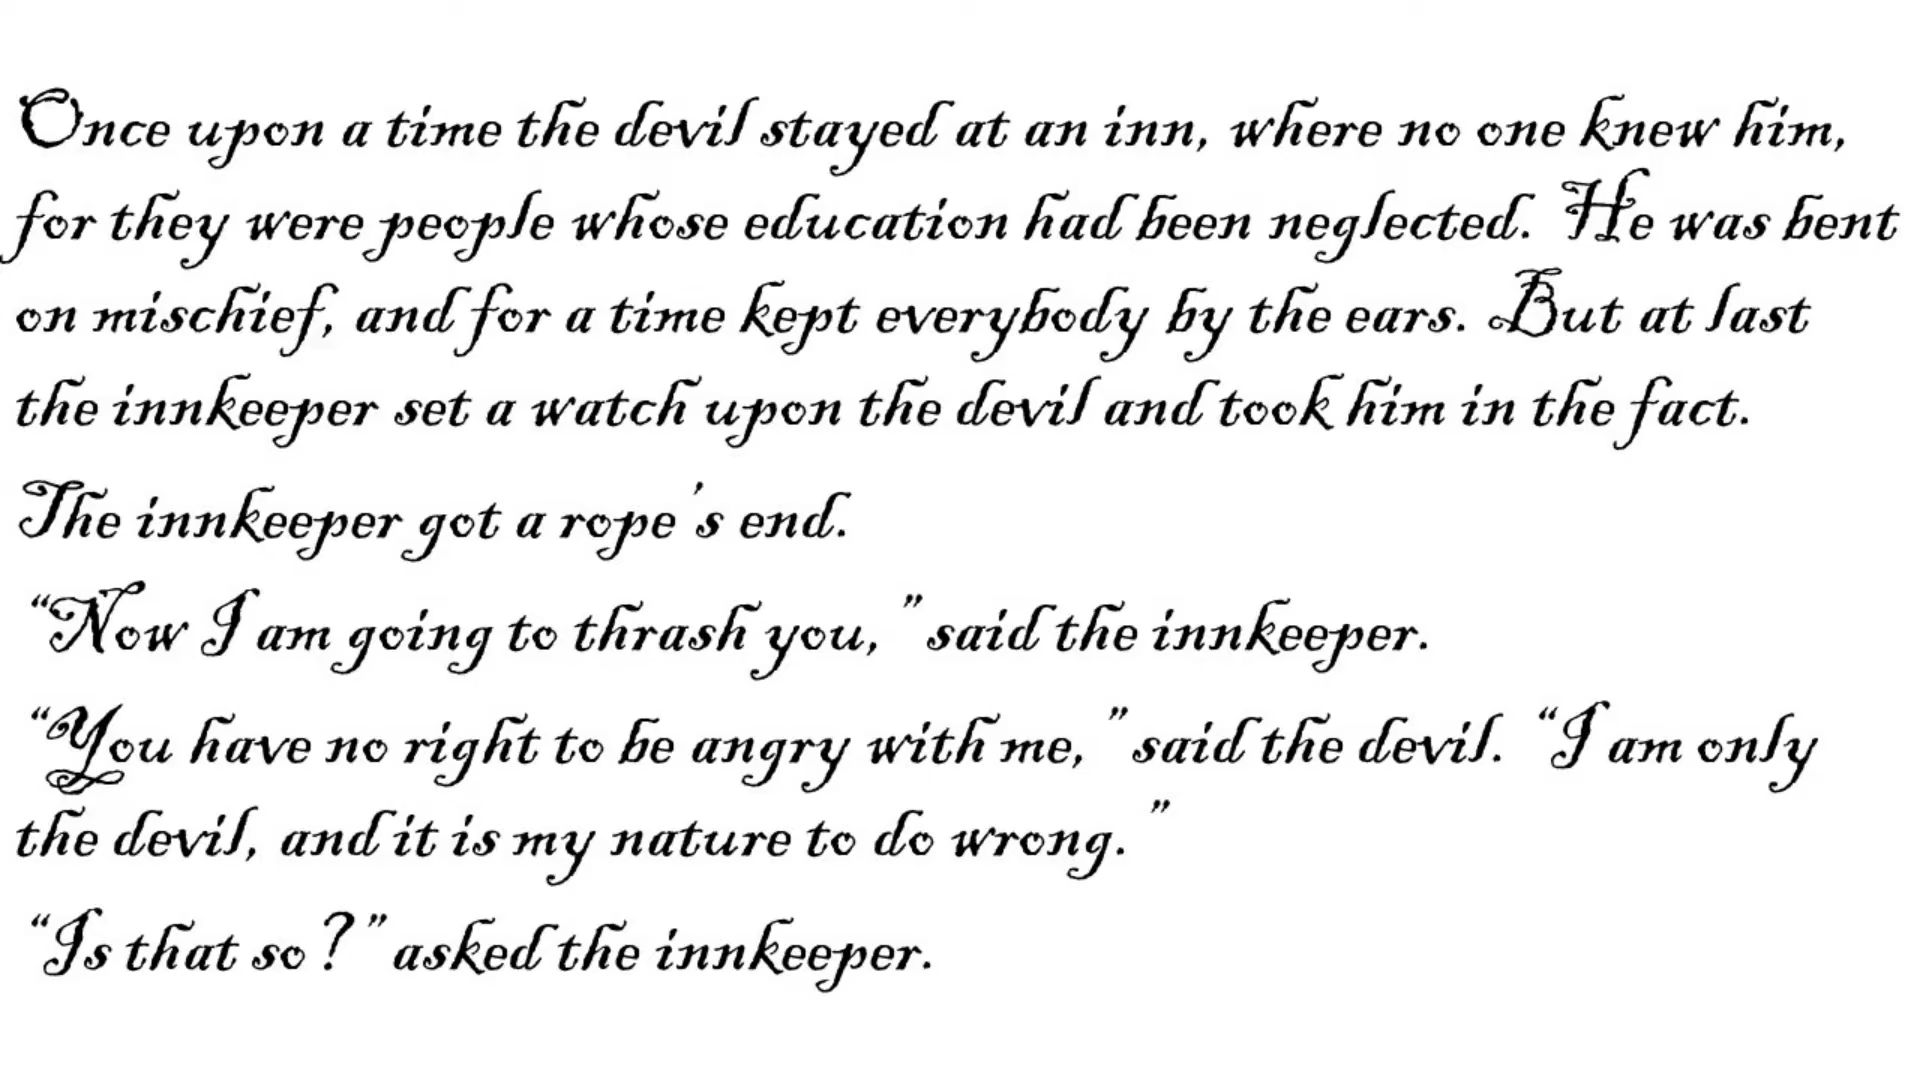 Once upon a time the devil stayed at an inn, where no one knew him,
for they were people whose education had been neglected. He was bent
on mischief, and for a time kept everybody by the ears. But at last
the innkeeper set a watch upon the devil and took him in the fact.
The innkeeper got a rope's end.
“Now I am going to thrash you,” said the innkeeper.
“You have no right to be angry with me,” said the devil. “I am only
the devil, and it is my nature to do wrong.”
“Is that so?” asked the innkeeper.